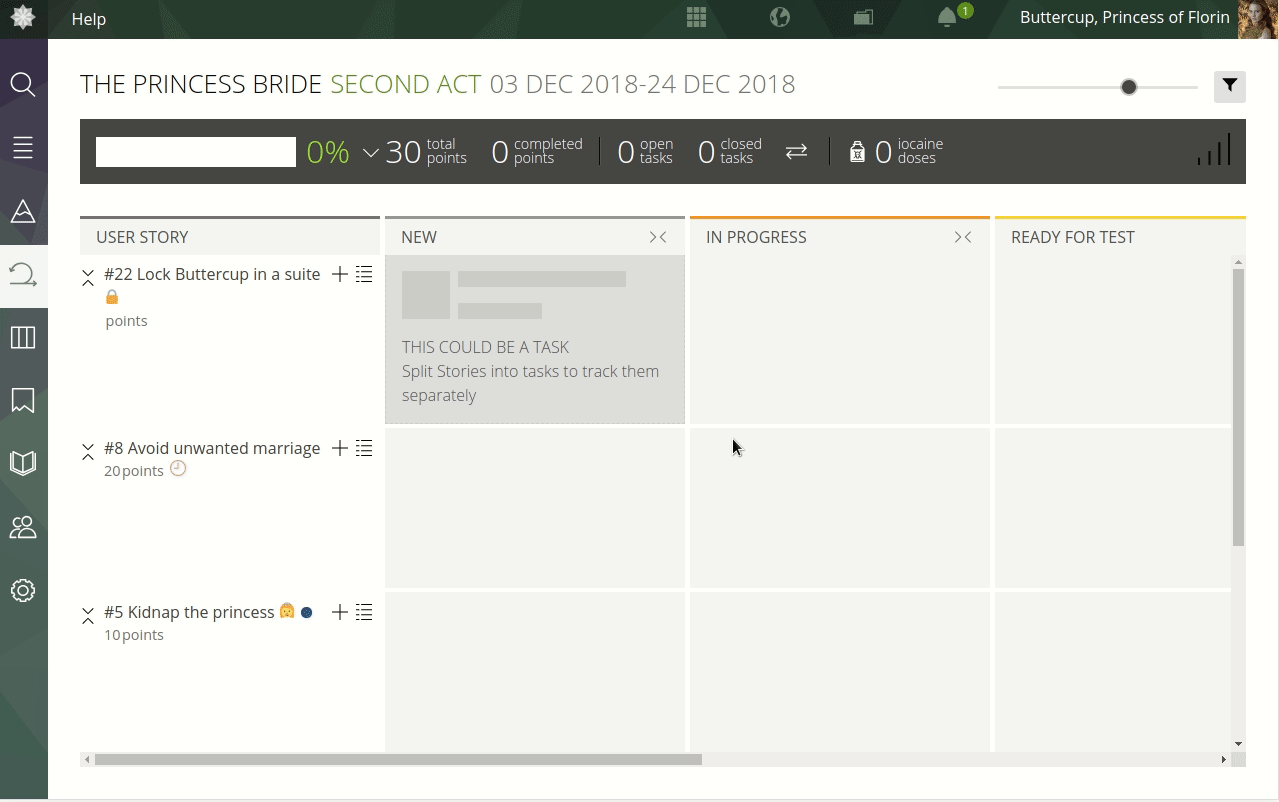 Help
1
Buttercup, Princess of Florin
THE PRINCESS BRIDE SECOND ACT 03 DEC 2018-24 DEC 2018
0% 30 total points 0 completed points 0 open tasks 0 closed tasks 0 iocaine doses
USER STORY NEW IN PROGRESS READY FOR TEST
#22 Lock Buttercup in a suite
points
THIS COULD BE A TASK
Split Stories into tasks to track them
separately
#8 Avoid unwanted marriage
20 points
#5 Kidnap the princess
10 points